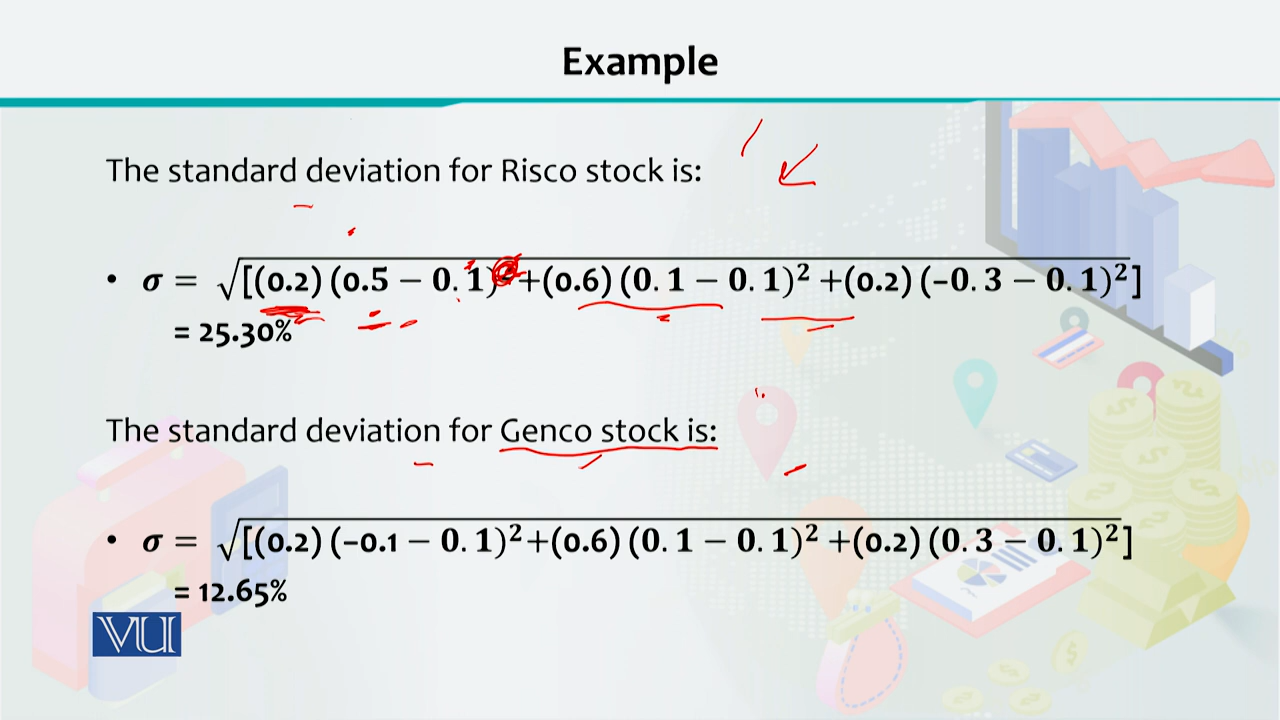 Example
The standard deviation for Risco stock is:
• σ = √[(0.2) (0.5 − 0.1)²+(0.6) (0.1 − 0.1)² +(0.2) (−0.3 − 0.1)²]
= 25.30%
The standard deviation for Genco stock is:
• σ = √[(0.2) (−0.1 − 0.1)²+(0.6) (0.1 − 0.1)² +(0.2) (0.3 − 0.1)²]
= 12.65%
VU